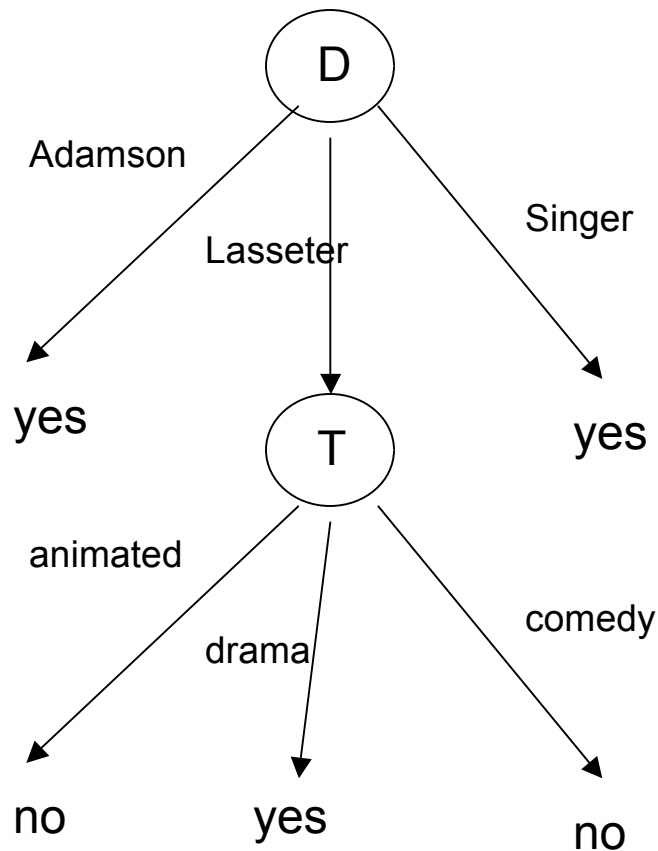 D
Adamson
Singer
Lasseter
yes
yes
T
animated
comedy
drama
no
yes
no